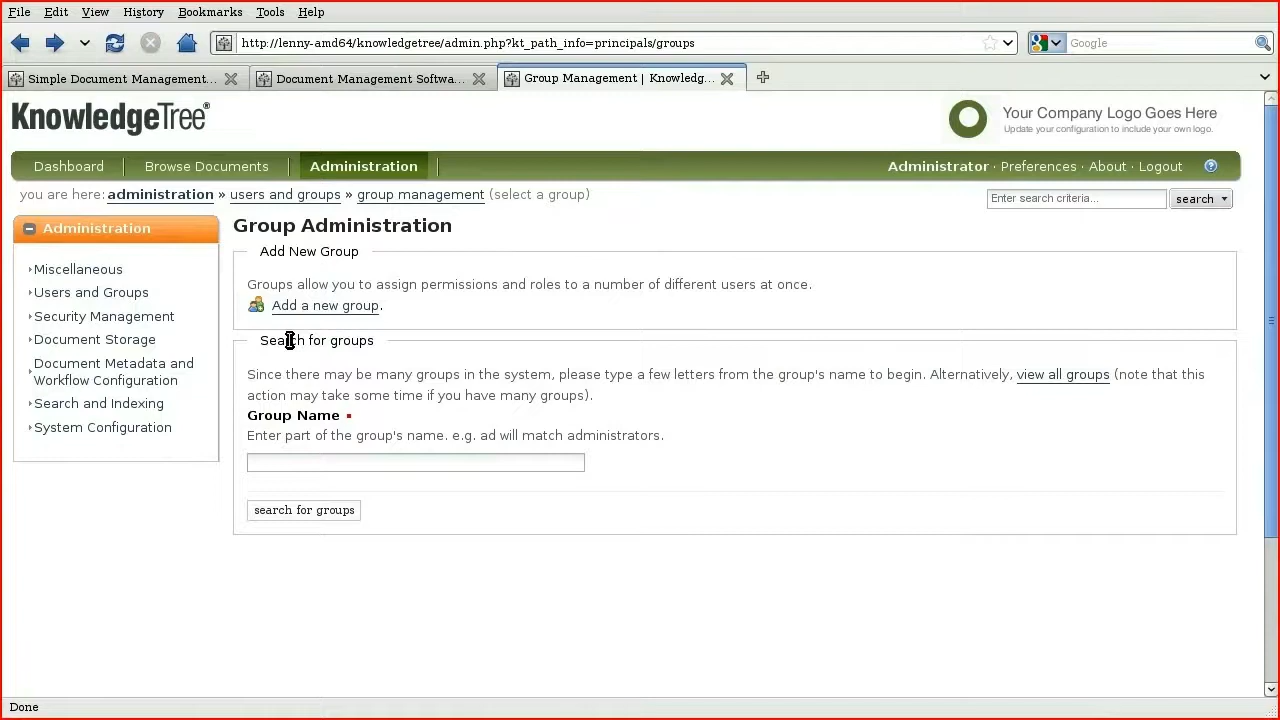 File Edit View History Bookmarks Tools Help
http://lenny-amd64/knowledgetree/admin.php?kt_path_info=principals/groups
Google
Simple Document Management...
Document Management Softwa...
Group Management | Knowledg...
KnowledgeTree®
Your Company Logo Goes Here
Update your configuration to include your own logo.
Dashboard Browse Documents Administration
Administrator · Preferences · About · Logout ?
you are here: administration » users and groups » group management (select a group)
Enter search criteria... search
Administration
Miscellaneous
Users and Groups
Security Management
Document Storage
Document Metadata and
Workflow Configuration
Search and Indexing
System Configuration
Group Administration
Add New Group
Groups allow you to assign permissions and roles to a number of different users at once.
Add a new group.
Search for groups
Since there may be many groups in the system, please type a few letters from the group's name to begin. Alternatively, view all groups (note that this
action may take some time if you have many groups).
Group Name
Enter part of the group's name. e.g. ad will match administrators.
search for groups
Done